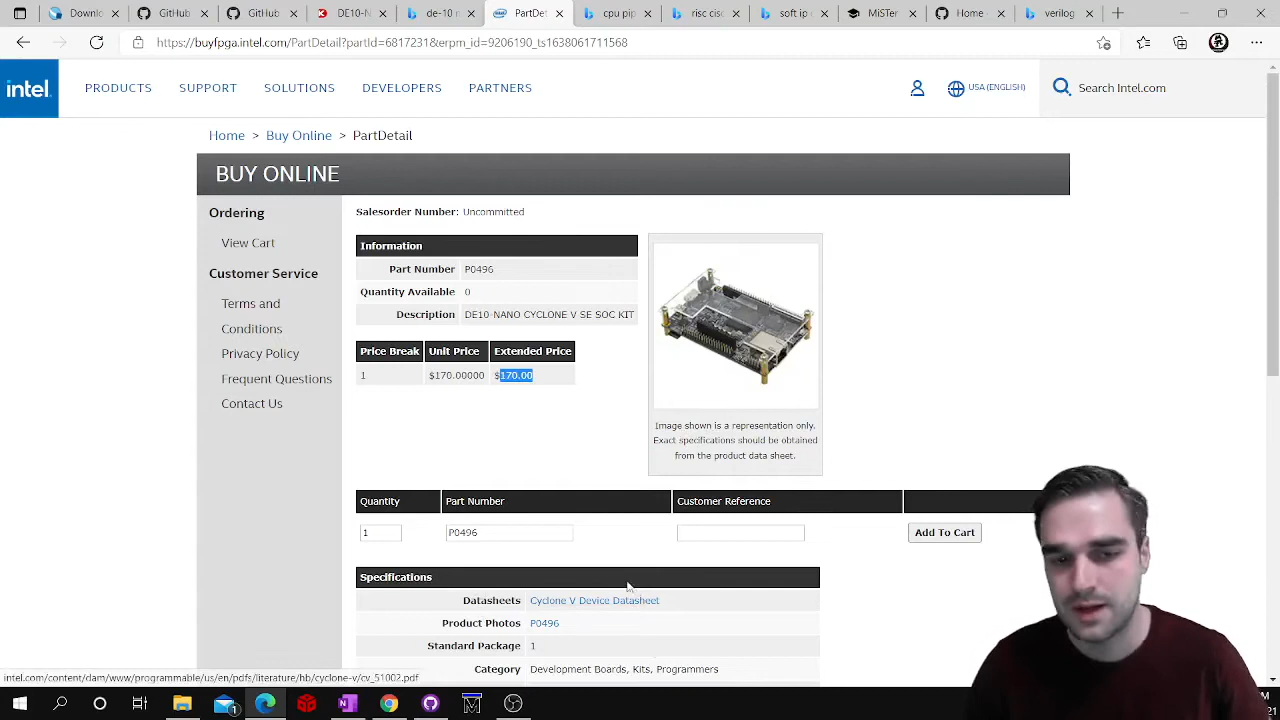 Downl
GitHub
GitHub
DE10-N
de-10 n
PartDet
cpu pip
risc cisc
soft ip
MiSTer
Home -
verilog
https://buyfpga.intel.com/PartDetail?partId=6817231&erpm_id=9206190_ts1638061711568
intel.
PRODUCTS
SUPPORT
SOLUTIONS
DEVELOPERS
PARTNERS
USA (ENGLISH)
Search Intel.com
Home > Buy Online > PartDetail
BUY ONLINE
Ordering
View Cart
Customer Service
Terms and
Conditions
Privacy Policy
Frequent Questions
Contact Us
Salesorder Number: Uncommitted
Information
Part Number P0496
Quantity Available 0
Description DE10-NANO CYCLONE V SE SOC KIT
Price Break Unit Price Extended Price
1 $170.00000 $170.00
Image shown is a representation only.
Exact specifications should be obtained
from the product data sheet.
Quantity Part Number Customer Reference
1 P0496 Add To Cart
Specifications
Datasheets Cyclone V Device Datasheet
Product Photos P0496
Standard Package 1
Category Development Boards, Kits, Programmers
intel.com/content/dam/www/programmable/us/en/pdfs/literature/hb/cyclone-v/cv_51002.pdf